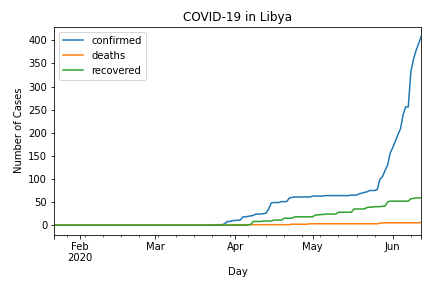 COVID-19 in Libya
confirmed
deaths
recovered
Number of Cases
400
350
300
250
200
150
100
50
0
Feb
2020
Mar
Apr
May
Jun
Day